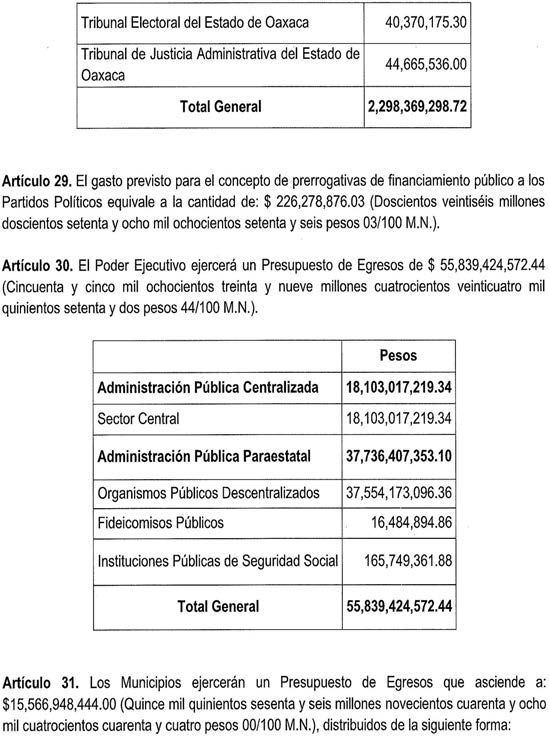 Tribunal Electoral del Estado de Oaxaca 40,370,175.30
Tribunal de Justicia Administrativa del Estado de
Oaxaca 44,665,536.00
Total General 2,298,369,298.72
Artículo 29. El gasto previsto para el concepto de prerrogativas de financiamiento público a los
Partidos Políticos equivale a la cantidad de: $ 226,278,876.03 (Doscientos veintiséis millones
doscientos setenta y ocho mil ochocientos setenta y seis pesos 03/100 M.N.).
Artículo 30. El Poder Ejecutivo ejercerá un Presupuesto de Egresos de $ 55,839,424,572.44
(Cincuenta y cinco mil ochocientos treinta y nueve millones cuatrocientos veinticuatro mil
quinientos setenta y dos pesos 44/100 M.N.).
Pesos
Administración Pública Centralizada 18,103,017,219.34
Sector Central 18,103,017,219.34
Administración Pública Paraestatal 37,736,407,353.10
Organismos Públicos Descentralizados 37,554,173,096.36
Fideicomisos Públicos 16,484,894.86
Instituciones Públicas de Seguridad Social 165,749,361.88
Total General 55,839,424,572.44
Artículo 31. Los Municipios ejercerán un Presupuesto de Egresos que asciende a:
$15,566,948,444.00 (Quince mil quinientos sesenta y seis millones novecientos cuarenta y ocho
mil cuatrocientos cuarenta y cuatro pesos 00/100 M.N.), distribuidos de la siguiente forma: